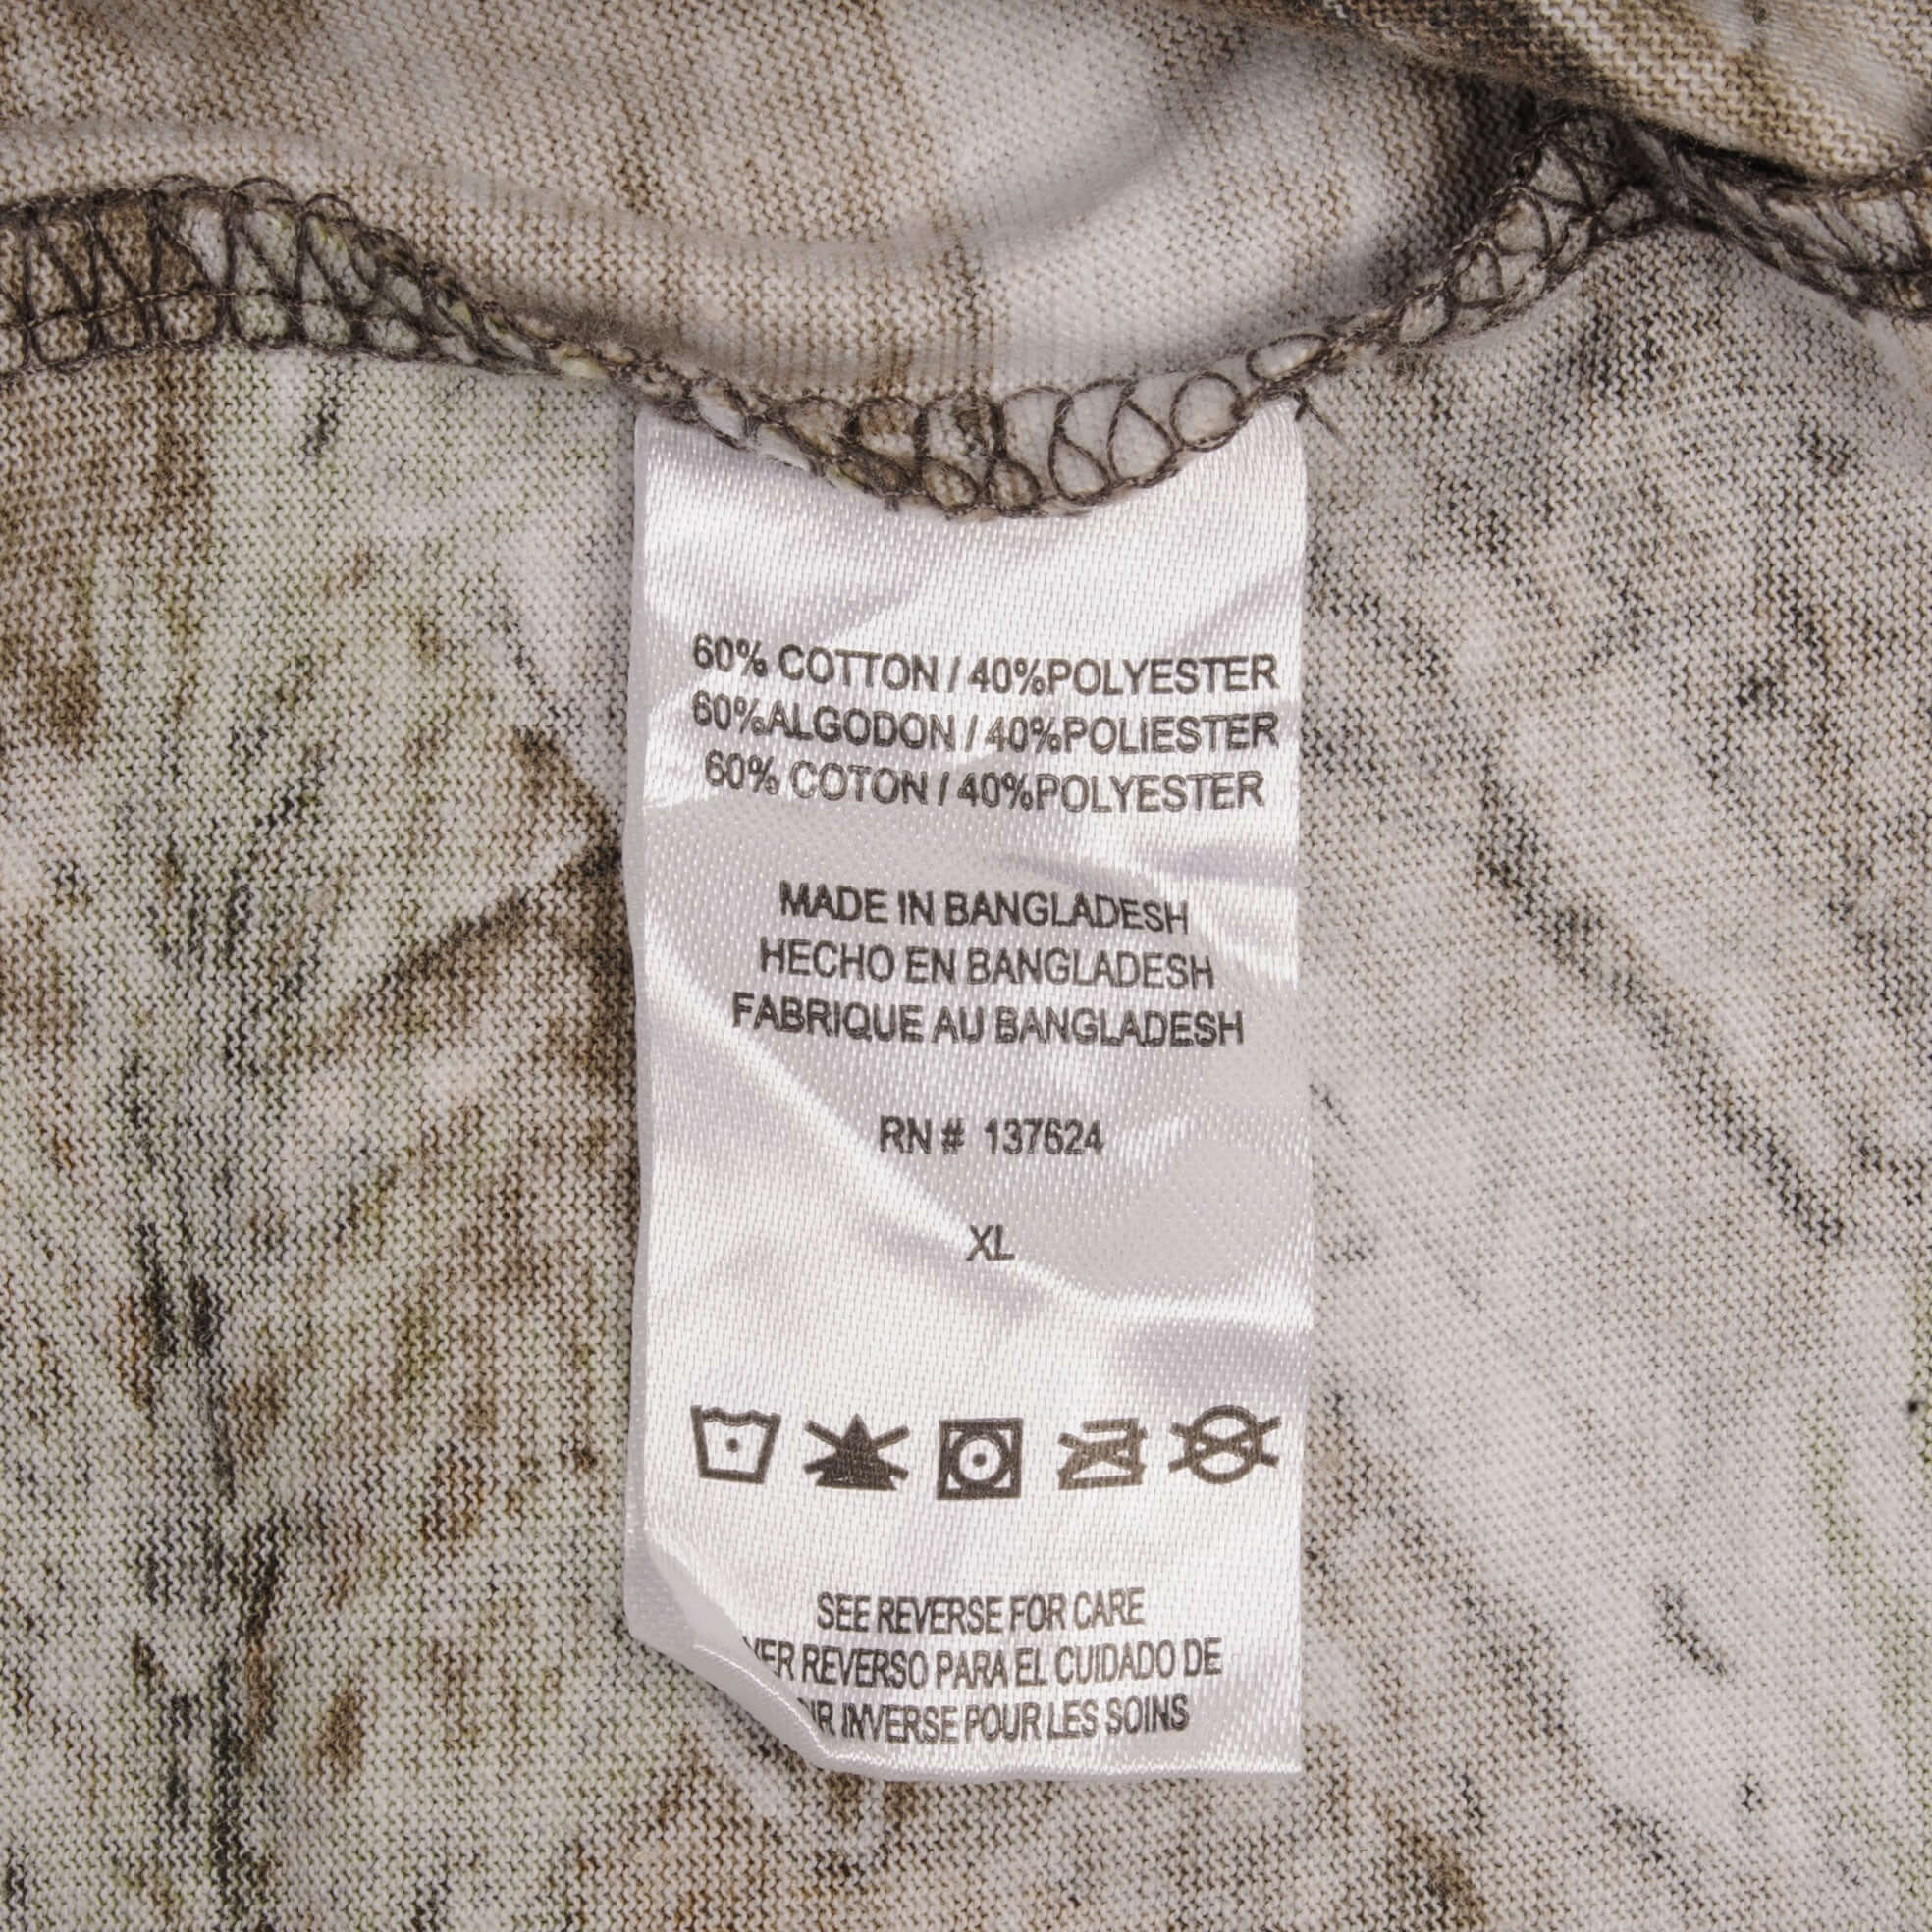 60% COTTON / 40%POLYESTER
60%ALGODON / 40%POLIESTER
60% COTON / 40%POLYESTER
MADE IN BANGLADESH
HECHO EN BANGLADESH
FABRIQUE AU BANGLADESH
RN # 137624
XL
SEE REVERSE FOR CARE
REVERSO PARA EL CUIDADO DE
INVERSE POUR LES SOINS